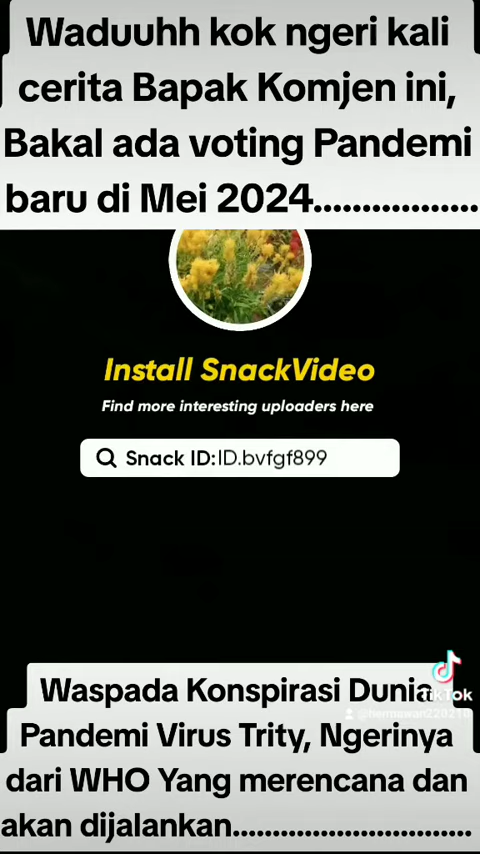 Waduuhh kok ngeri kali
cerita Bapak Komjen ini,
Bakal ada voting Pandemi
baru di Mei 2024.................
Install SnackVideo
Find more interesting uploaders here
Snack ID:ID.bvfgf899
Waspada Konspirasi Dunia
TikTok
Pandemi Virus Trity, Ngerinya
@hermawan220210
dari WHO Yang merencana dan
akan dijalankan..............................